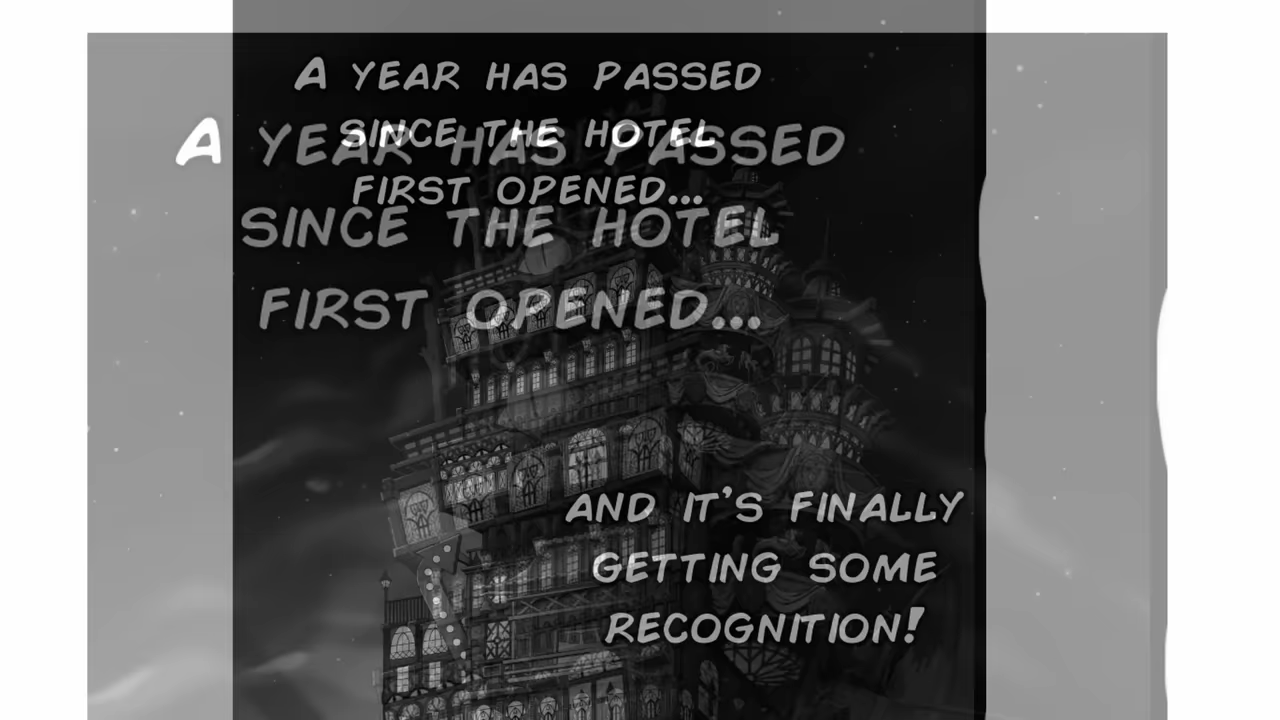 A YEAR HAS PASSED
SINCE THE HOTEL
FIRST OPENED...
A YEAR HAS PASSED
SINCE THE HOTEL
FIRST OPENED...
AND IT'S FINALLY
GETTING SOME
RECOGNITION!